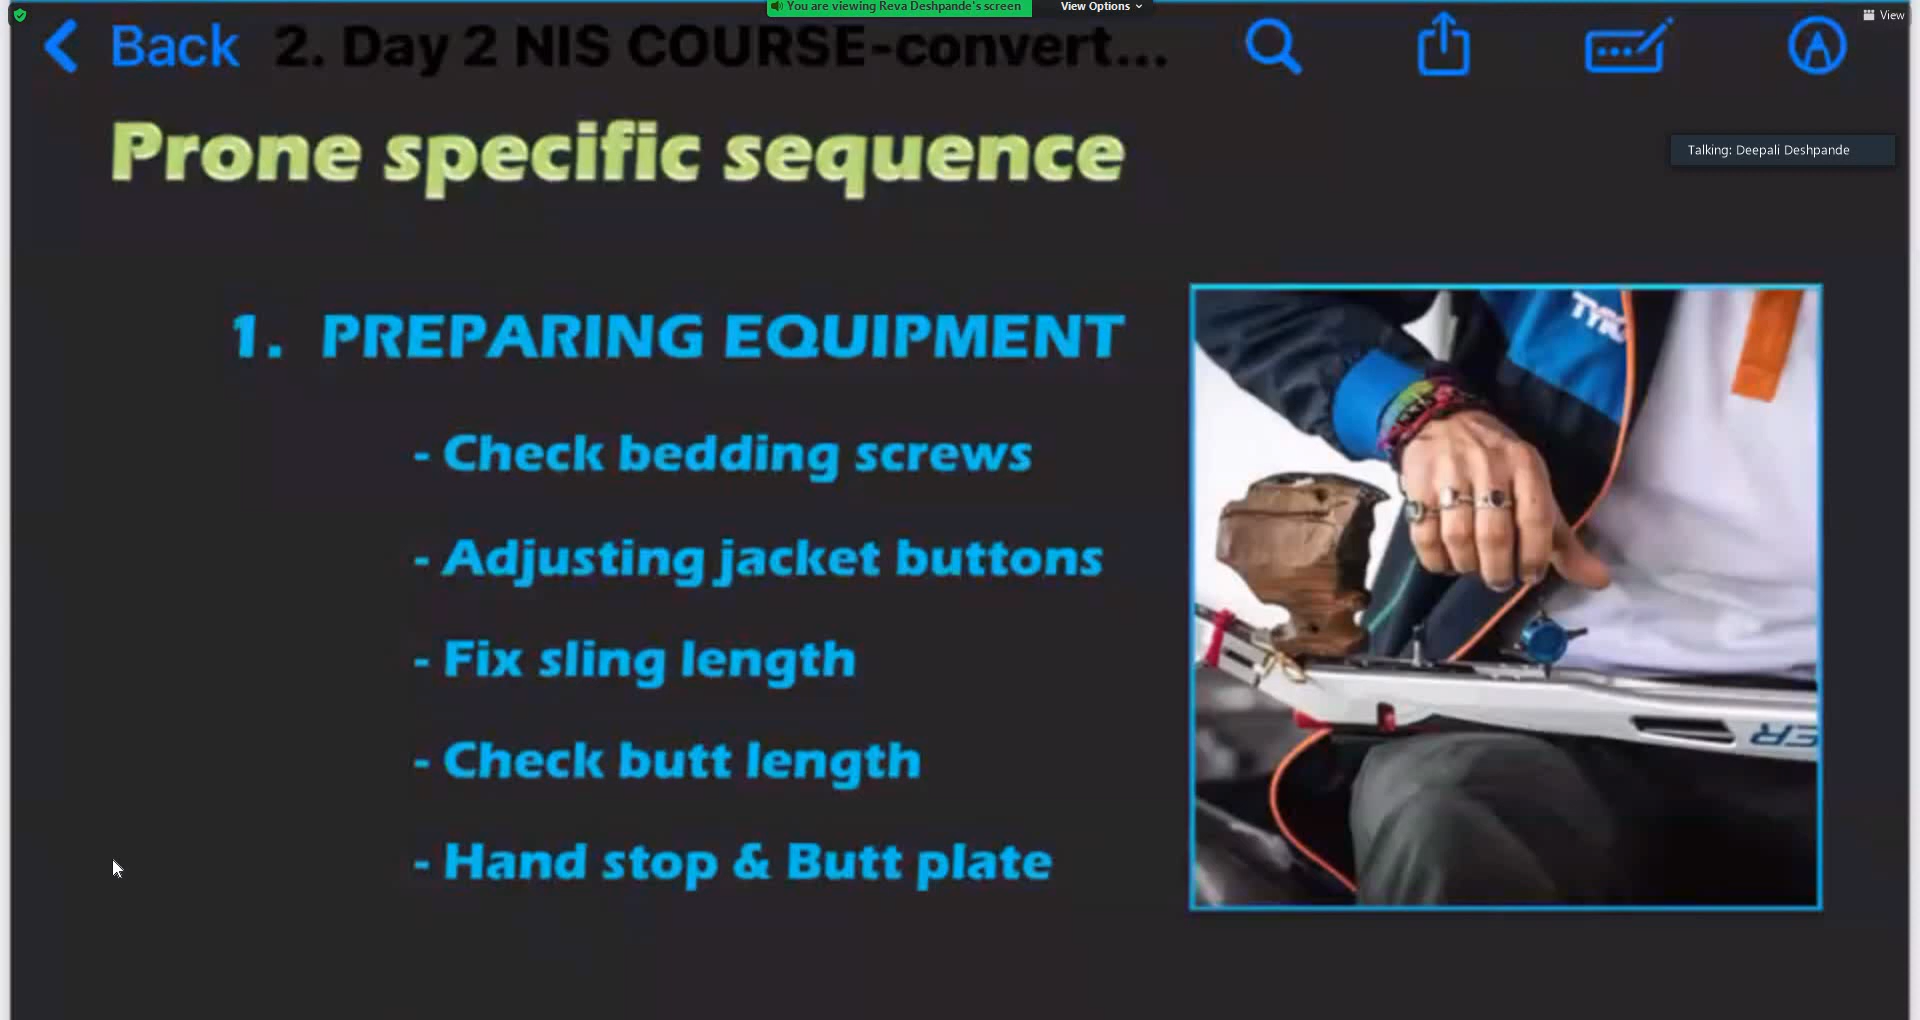 You are viewing Reva Deshpande's screen
View Options
View
Back
2. Day 2 NIS COURSE-convert...
Talking: Deepali Deshpande
Prone specific sequence
1. PREPARING EQUIPMENT
- Check bedding screws
- Adjusting jacket buttons
- Fix sling length
- Check butt length
- Hand stop & Butt plate